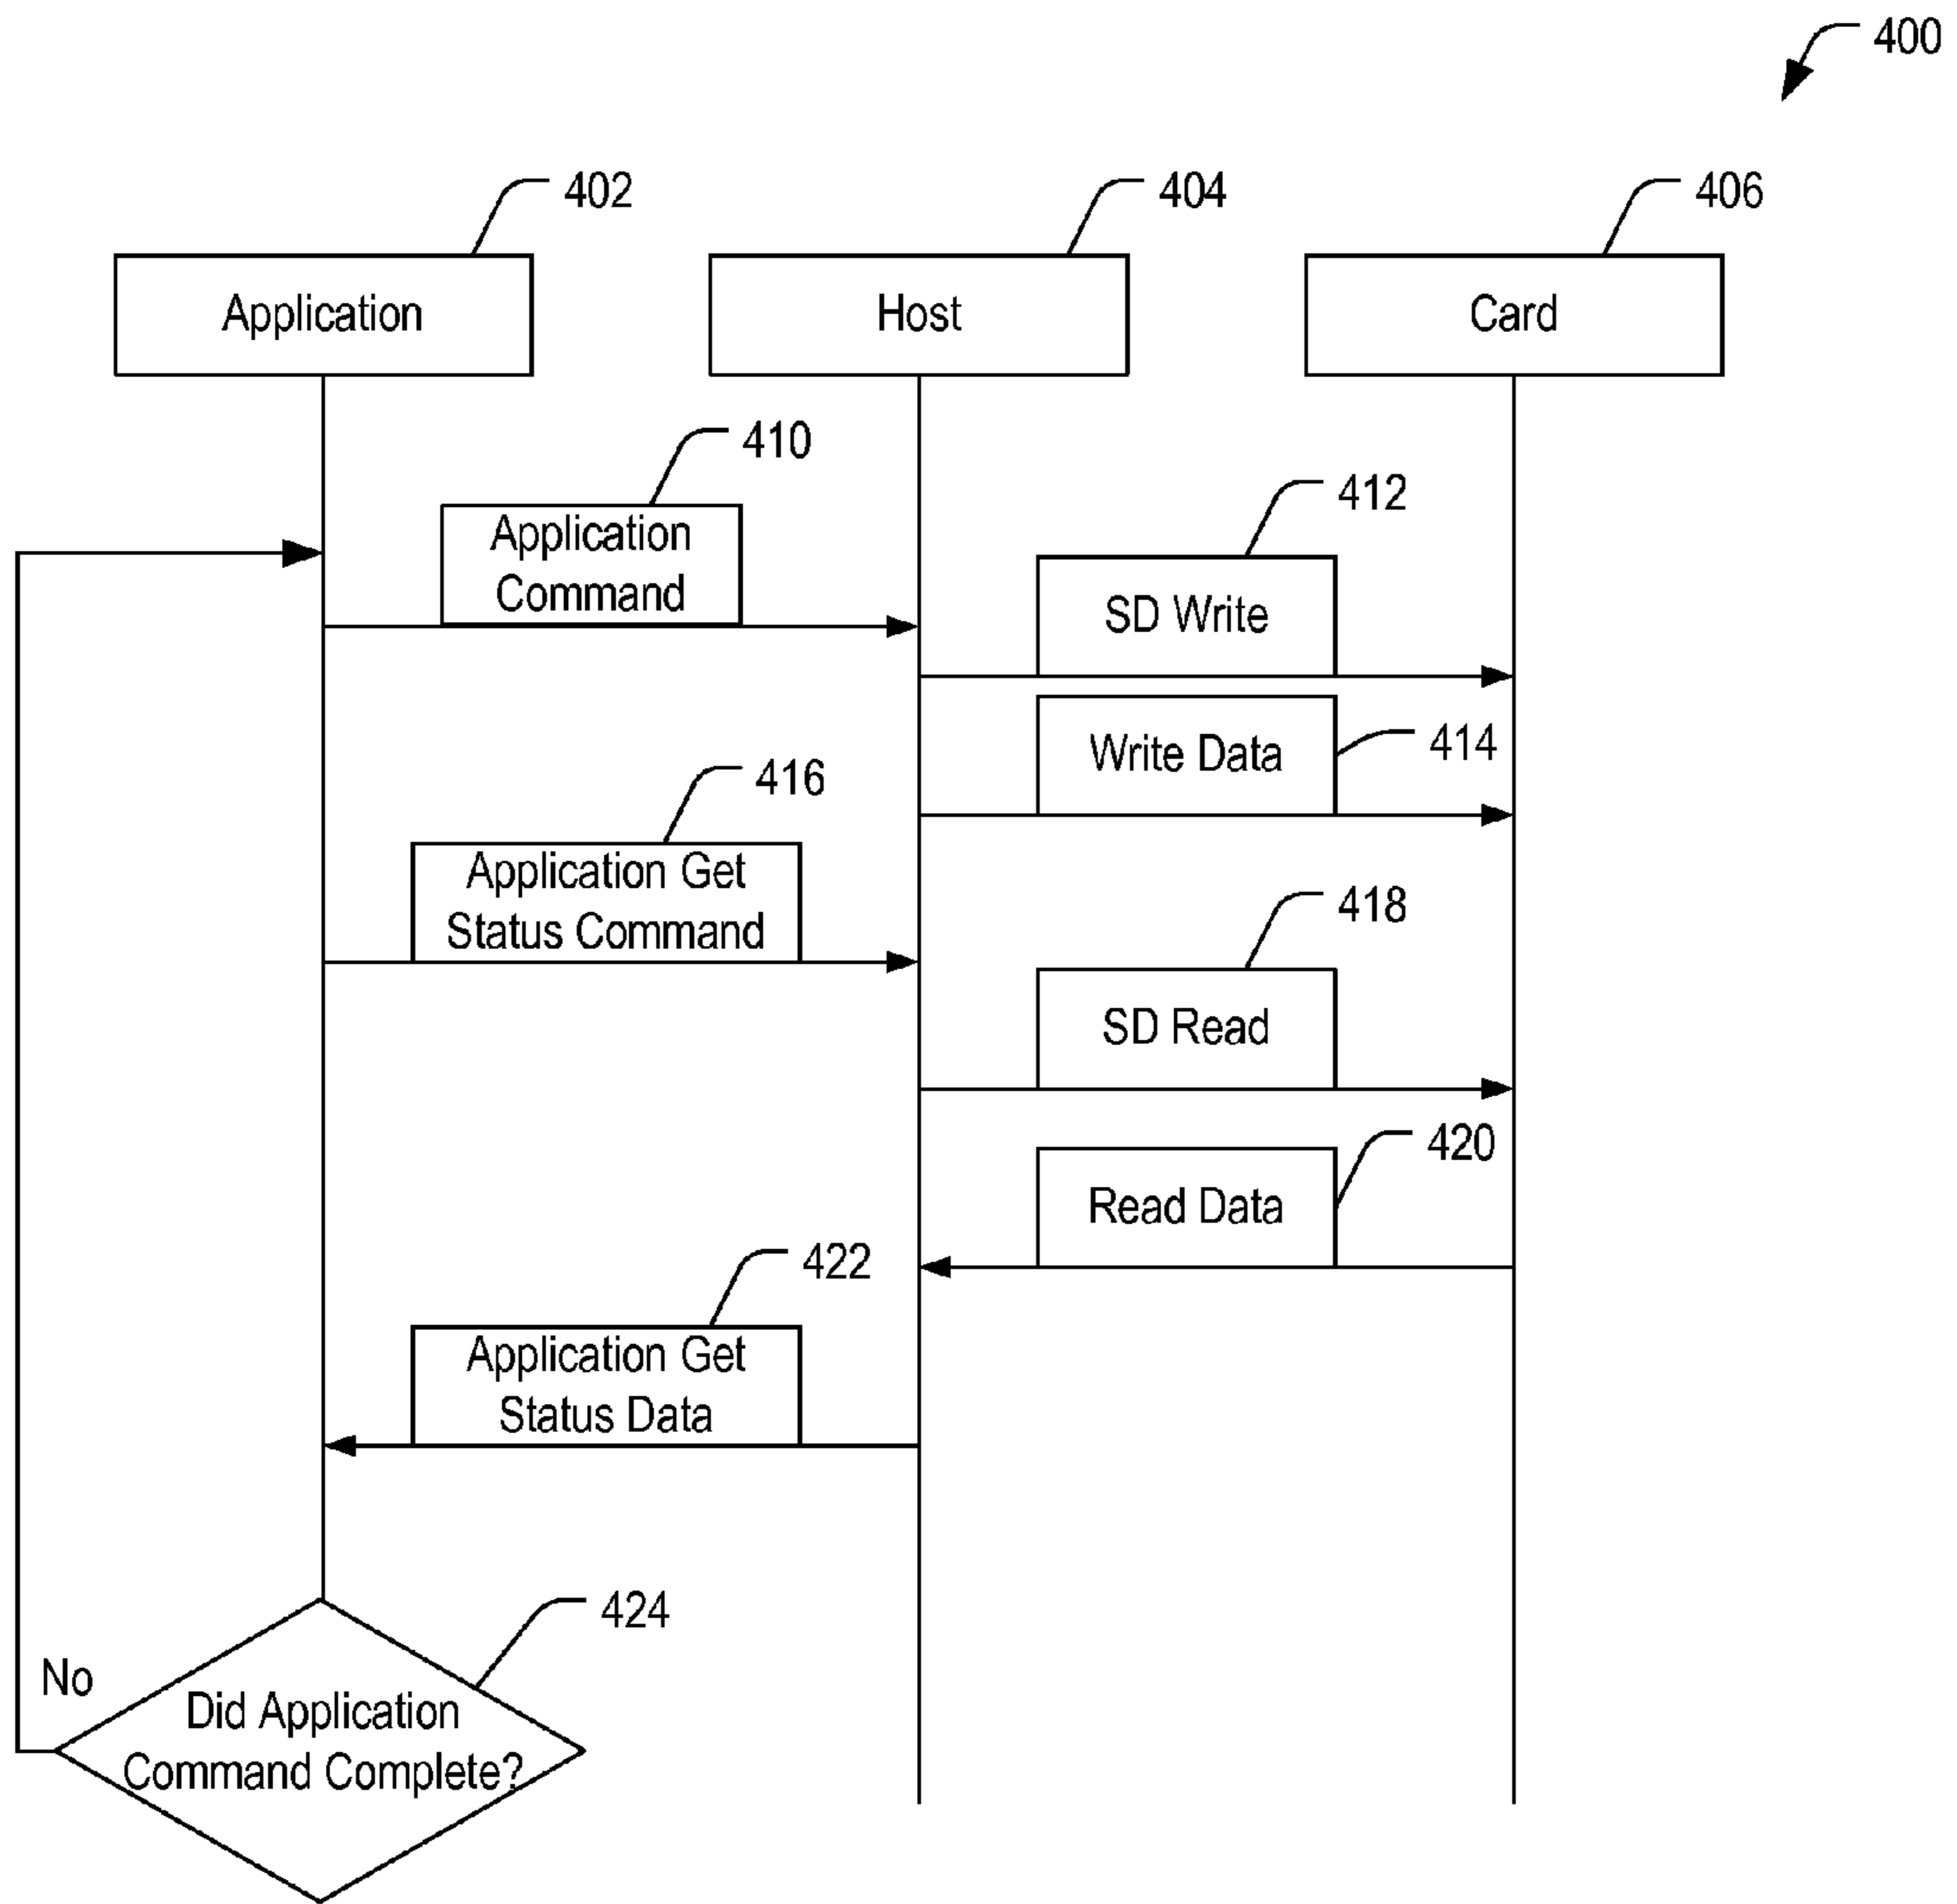 400
402
404
406
Application
Host
Card
410
Application
Command
412
SD Write
Write Data
414
416
Application Get
Status Command
418
SD Read
420
Read Data
422
Application Get
Status Data
424
No
Did Application
Command Complete?